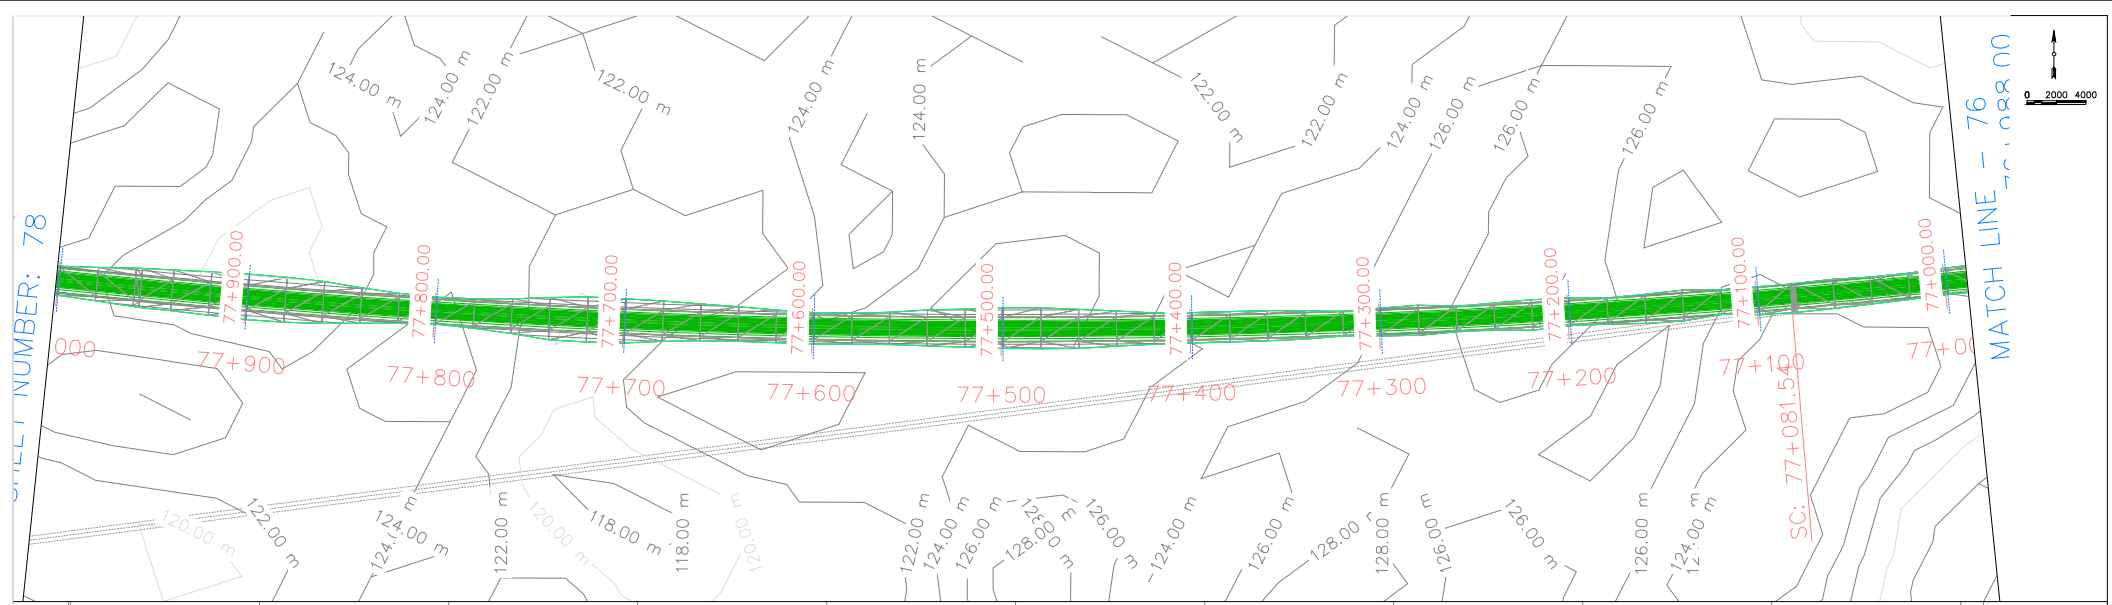 124.00 m
124.00 m
122.00 m
122.00 m
124.00 m
124.00 m
122.00 m
122.00 m
124.00 m
126.00 m
126.00 m
126.00 m
0 2000 4000
NUMBER: 78
MATCH LINE - 76
77+900.00
77+800.00
77+700.00
77+600.00
77+500.00
77+400.00
77+300.00
77+200.00
77+100.00
77+000.00
000
77+900
77+800
77+700
77+600
77+500
77+400
77+300
77+200
77+100
77+00
SC: 77+081.54
120.00 m
122.00 m
124.00 m
122.00 m
120.00 m
118.00 m
118.00 m
120.00 m
122.00 m
124.00 m
126.00 m
128.00 m
126.00 m
124.00 m
126.00 m
128.00 m
128.00 m
126.00 m
126.00 m
126.00 m
124.00 m